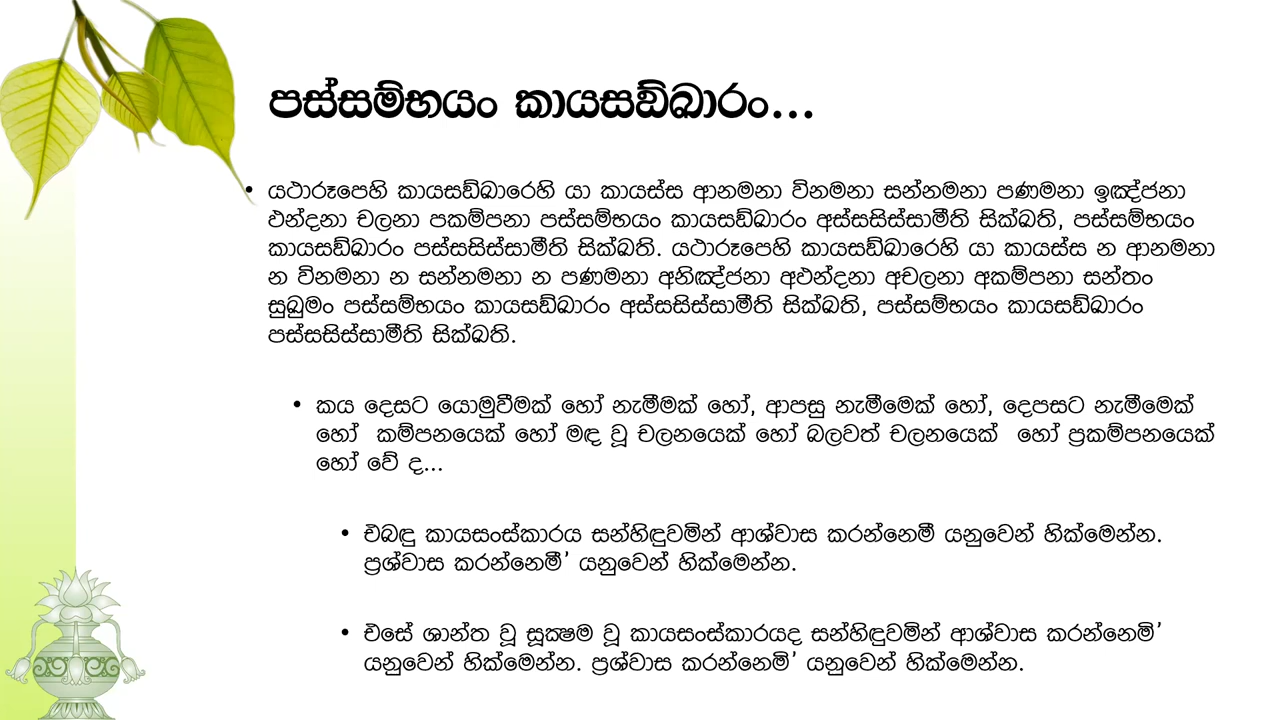 පස්සම්භයං කායසඞ්ඛාරං...
• යථාරූපෙහි කායසඞ්ඛාරෙහි යා කායස්ස ආනමනා විනමනා සන්නමනා පණමනා ඉඤ්ජනා
ඵන්දනා චලනා පකම්පනා පස්සම්භයං කායසඞ්ඛාරං අස්සසිස්සාමීති සික්ඛති, පස්සම්භයං
කායසඞ්ඛාරං පස්සසිස්සාමීති සික්ඛති. යථාරූපෙහි කායසඞ්ඛාරෙහි යා කායස්ස න ආනමනා
න විනමනා න සන්නමනා න පණමනා අනිඤ්ජනා අඵන්දනා අචලනා අකම්පනා සන්තං
සුඛුමං පස්සම්භයං කායසඞ්ඛාරං අස්සසිස්සාමීති සික්ඛති, පස්සම්භයං කායසඞ්ඛාරං
පස්සසිස්සාමීති සික්ඛති.
• කය දෙසට යොමුවීමක් හෝ නැමීමක් හෝ, ආපසු නැමීමෙක් හෝ, දෙපසට නැමීමෙක්
හෝ  කම්පනයෙක් හෝ මඳ වූ චලනයෙක් හෝ බලවත් චලනයෙක්  හෝ ප්‍රකම්පනයෙක්
හෝ වේ ද...
• එබඳු කායසංස්කාරය සන්හිඳුවමින් ආශ්වාස කරන්නෙමී යනුවෙන් හික්මෙන්න.
ප්‍රශ්වාස කරන්නෙමී’ යනුවෙන් හික්මෙන්න.
• එසේ ශාන්ත වූ සූක්‍ෂම වූ කායසංස්කාරයද සන්හිඳුවමින් ආශ්වාස කරන්නෙමි’
යනුවෙන් හික්මෙන්න. ප්‍රශ්වාස කරන්නෙමි’ යනුවෙන් හික්මෙන්න.